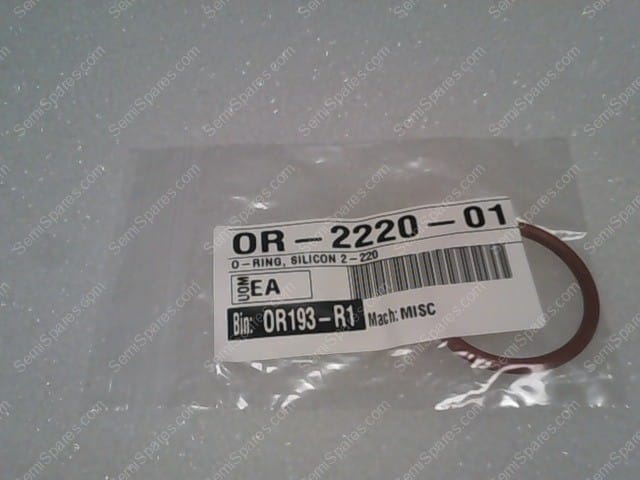 OR-2220-01
O-RING, SILICON 2-220
UOM EA
Bin: OR193-R1 Mach: MISC
SemiSpares.com